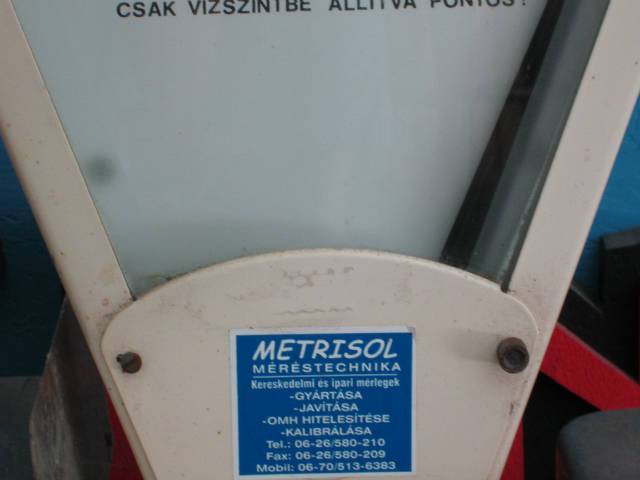 CSAK VÍZSZINTBE ÁLLÍTVA PONTOS!
METRISOL
MÉRÉSTECHNIKA
Kereskedelmi és ipari mérlegek
-GYÁRTÁSA
-JAVÍTÁSA
-OMH HITELESÍTÉSE
-KALIBRÁLÁSA
Tel.: 06-26/580-210
Fax: 06-26/580-209
Mobil: 06-70/513-6383